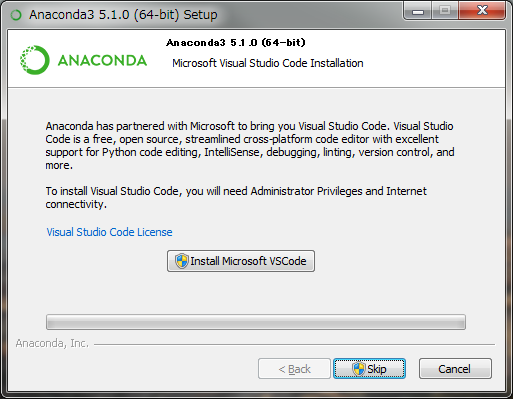 Anaconda3 5.1.0 (64-bit) Setup
ANACONDA
Anaconda3 5.1.0 (64-bit)
Microsoft Visual Studio Code Installation
Anaconda has partnered with Microsoft to bring you Visual Studio Code. Visual Studio
Code is a free, open source, streamlined cross-platform code editor with excellent
support for Python code editing, IntelliSense, debugging, linting, version control, and
more.
To install Visual Studio Code, you will need Administrator Privileges and Internet
connectivity.
Visual Studio Code License
Install Microsoft VSCode
Anaconda, Inc.
< Back
Skip
Cancel